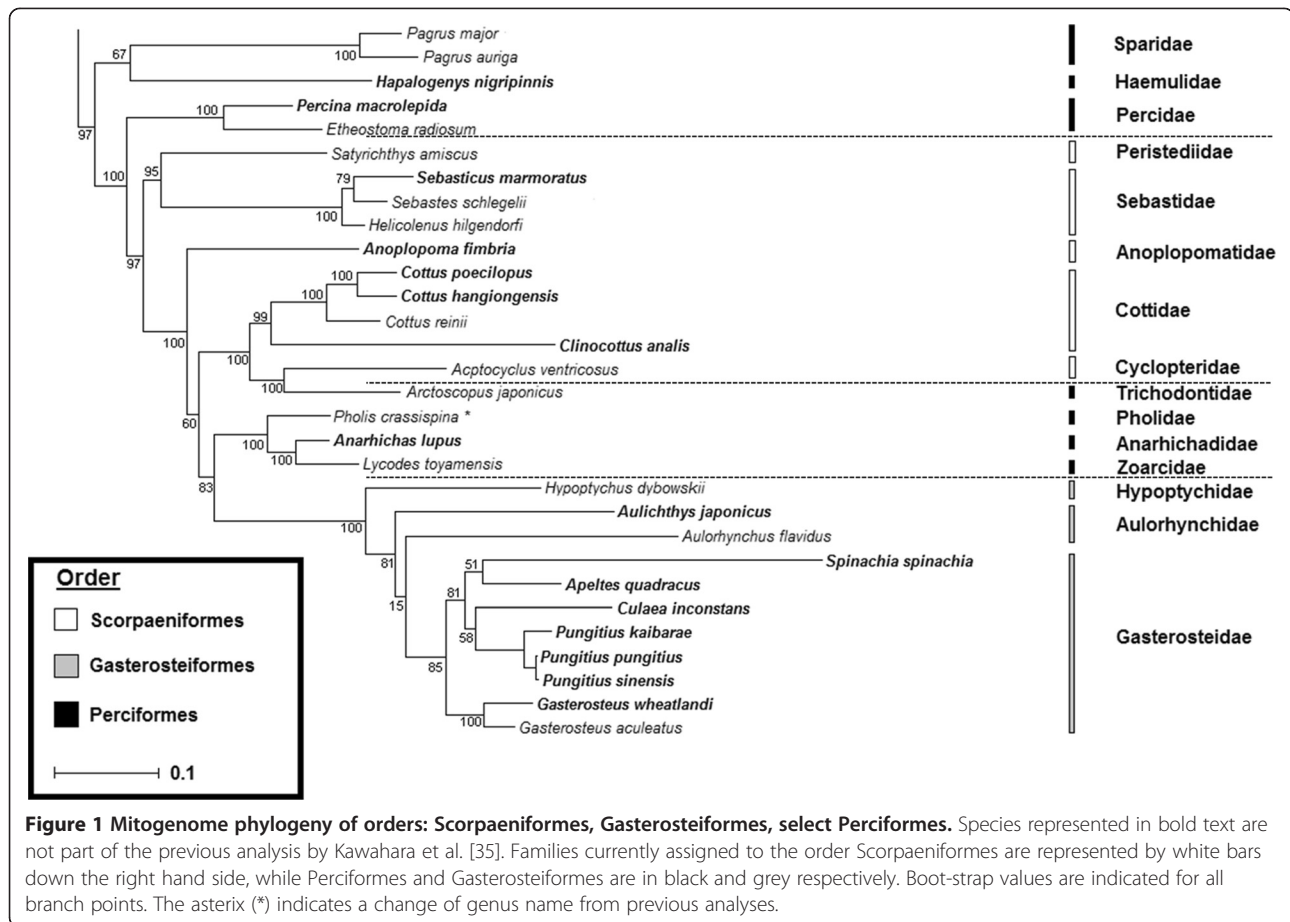 Pagrus major
100
Pagrus auriga
Sparidae
67
Hapalogenys nigripinnis
Haemulidae
97
Percina macrolepida
100
Etheostoma radiosum
Percidae
100
Satyrichthys amiscus
Peristediidae
95
Sebasticus marmoratus
79
Sebastes schlegelii
100
Helicolenus hilgendorfi
Sebastidae
97
Anoplopoma fimbria
Anoplopomatidae
100
Cottus poecilopus
100
Cottus hangiongensis
100
Cottus reinii
99
Clinocottus analis
Cottidae
100
Acptocyclus ventricosus
Cyclopteridae
100
Arctoscopus japonicus
Trichodontidae
60
Pholis crassispina *
Pholidae
100
Anarhichas lupus
Anarhichadidae
100
Lycodes toyamensis
Zoarcidae
83
Hypoptychus dybowskii
Hypoptychidae
100
Aulichthys japonicus
Aulorhynchidae
81
Aulorhynchus flavidus
15
Spinachia spinachia
51
Apeltes quadracus
81
Culaea inconstans
58
Pungitius kaibarae
Gasterosteidae
Pungitius pungitius
85
Pungitius sinensis
Gasterosteus wheatlandi
100
Gasterosteus aculeatus
Order
Scorpaeniformes
Gasterosteiformes
Perciformes
0.1
Figure 1 Mitogenome phylogeny of orders: Scorpaeniformes, Gasterosteiformes, select Perciformes. Species represented in bold text are
not part of the previous analysis by Kawahara et al. [35]. Families currently assigned to the order Scorpaeniformes are represented by white bars
down the right hand side, while Perciformes and Gasterosteiformes are in black and grey respectively. Boot-strap values are indicated for all
branch points. The asterix (*) indicates a change of genus name from previous analyses.